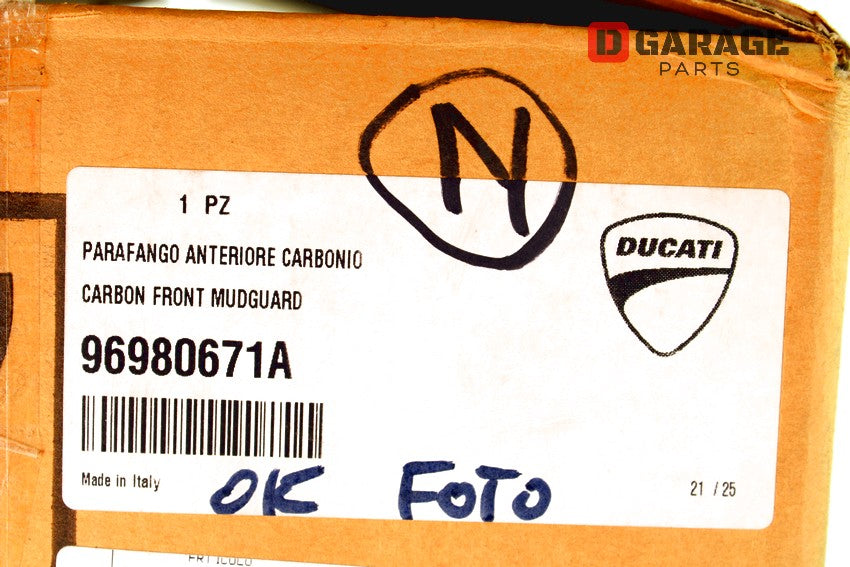 D GARAGE
PARTS
N
1 PZ
DUCATI
PARAFANGO ANTERIORE CARBONIO
CARBON FRONT MUDGUARD
96980671A
Made in Italy
OK FOTO
21 / 25